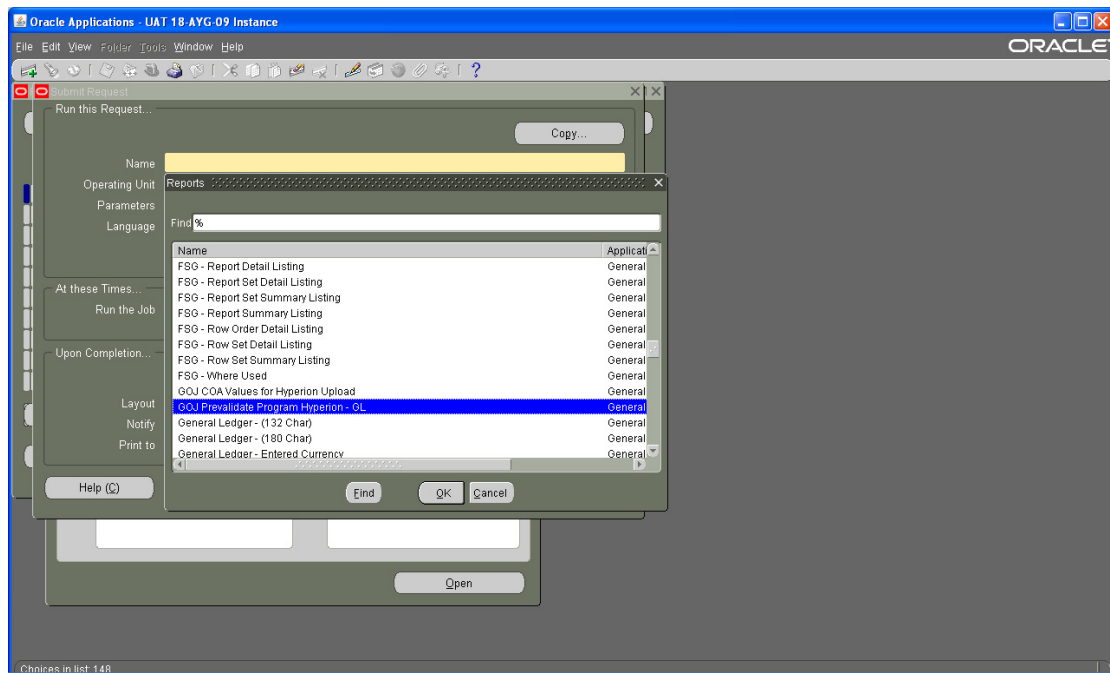 Oracle Applications - UAT 18-AYG-09 Instance
File Edit View Folder Tools Window Help
ORACLE
Submit Request
Run this Request...
Copy...
Name
Operating Unit
Parameters
Language
Reports
Find %
Name Applicati
FSG - Report Detail Listing General
FSG - Report Set Detail Listing General
FSG - Report Set Summary Listing General
FSG - Report Summary Listing General
FSG - Row Order Detail Listing General
FSG - Row Set Detail Listing General
FSG - Row Set Summary Listing General
FSG - Where Used General
GOJ COA Values for Hyperion Upload General
GOJ Prevalidate Program Hyperion - GL General
General Ledger - (132 Char) General
General Ledger - (180 Char) General
General Ledger - Entered Currency General
At these Times...
Run the Job
Upon Completion...
Layout
Notify
Print to
Help (C)
Find OK Cancel
Open
Choices in list: 148